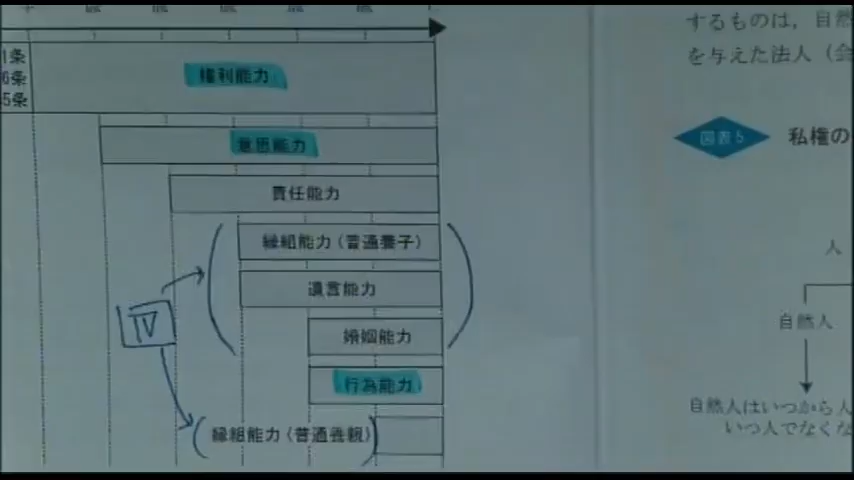 1条
6条
5条
権利能力
意思能力
責任能力
縁組能力(普通養子)
遺言能力
婚姻能力
行為能力
縁組能力(普通養親)
IV
するものは，自然
を与えた法人（会
図表5
私権の
人
自然人
自然人はいつから人
いつ人でなくな